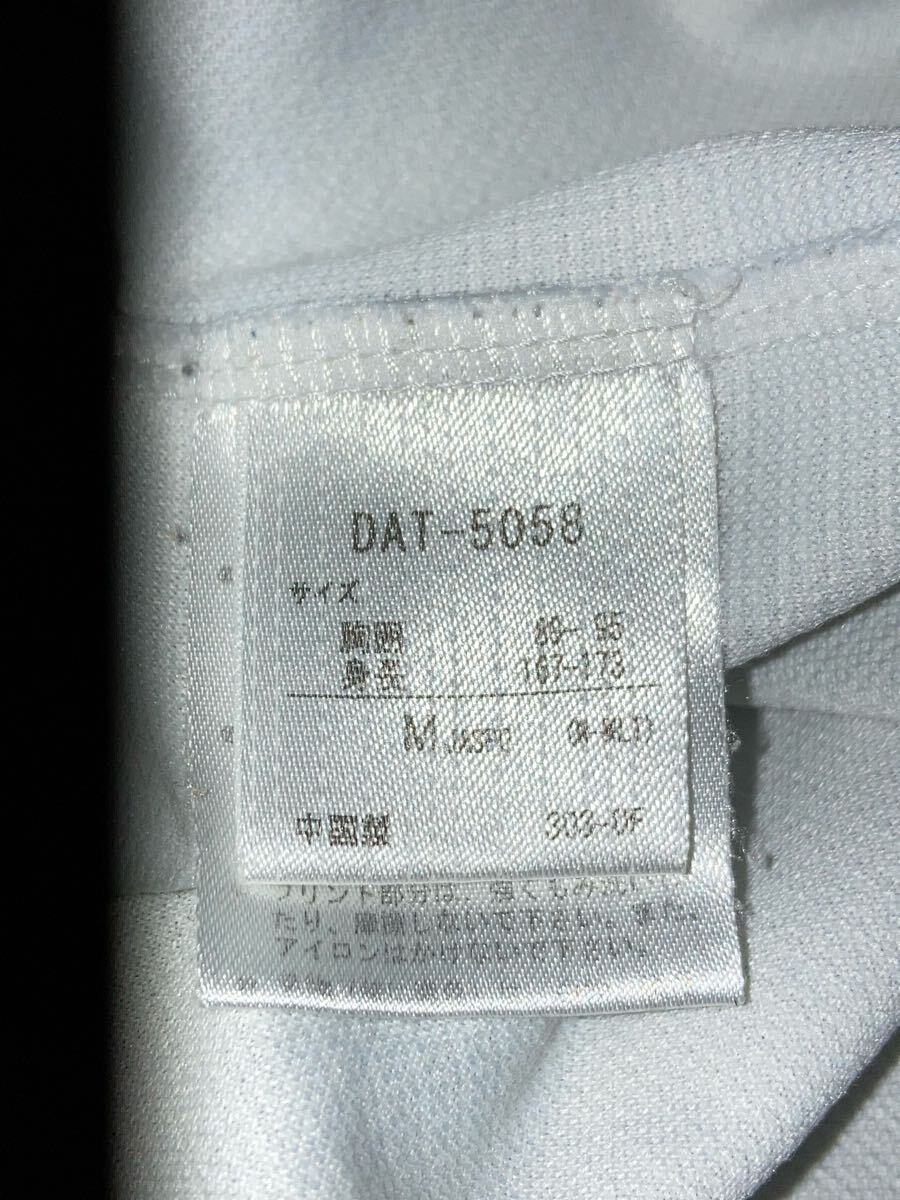 DAT-5058
サイズ
胸囲 89-95
身長 167-173
M JASPO
中国製 303-OF
プリント部分は、強くもみ洗いし
たり、摩擦しないで下さい。また、
アイロンはかけないで下さい。